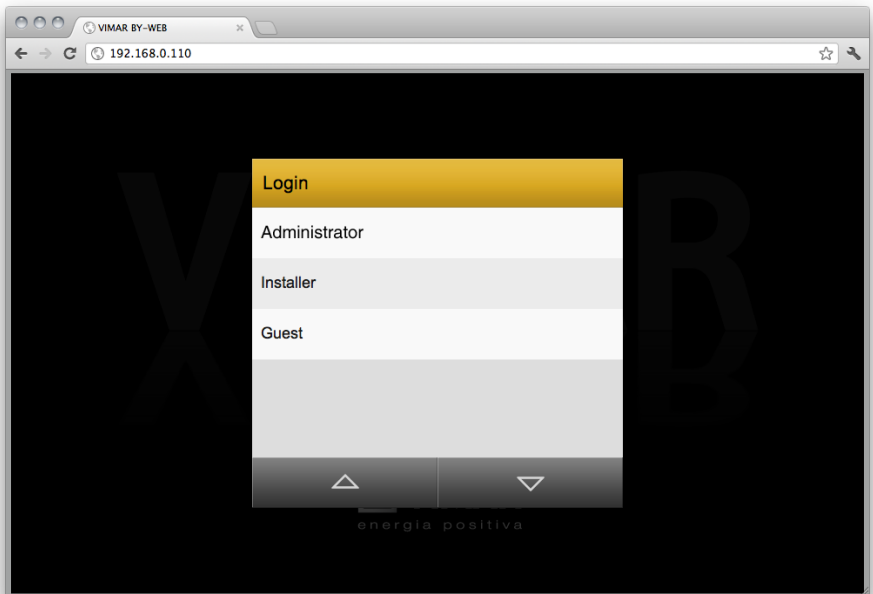 VIMAR BY-WEB
192.168.0.110
Login
Administrator
Installer
Guest
energia positiva